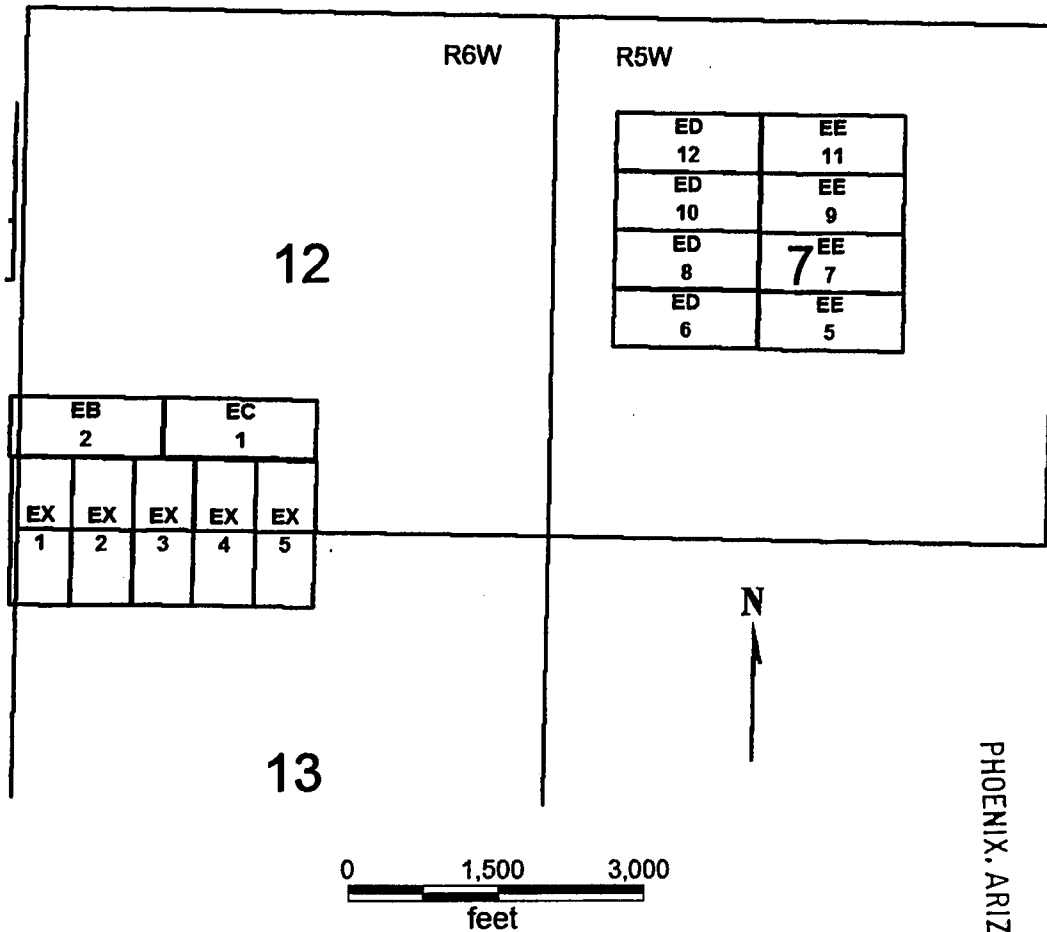 R6W
R5W
ED
12
EE
11
ED
10
EE
9
ED
8
EE
7
7
ED
6
EE
5
12
EB
2
EC
1
EX
1
EX
2
EX
3
EX
4
EX
5
N
13
0 1,500 3,000
feet
PHOENIX, ARIZ